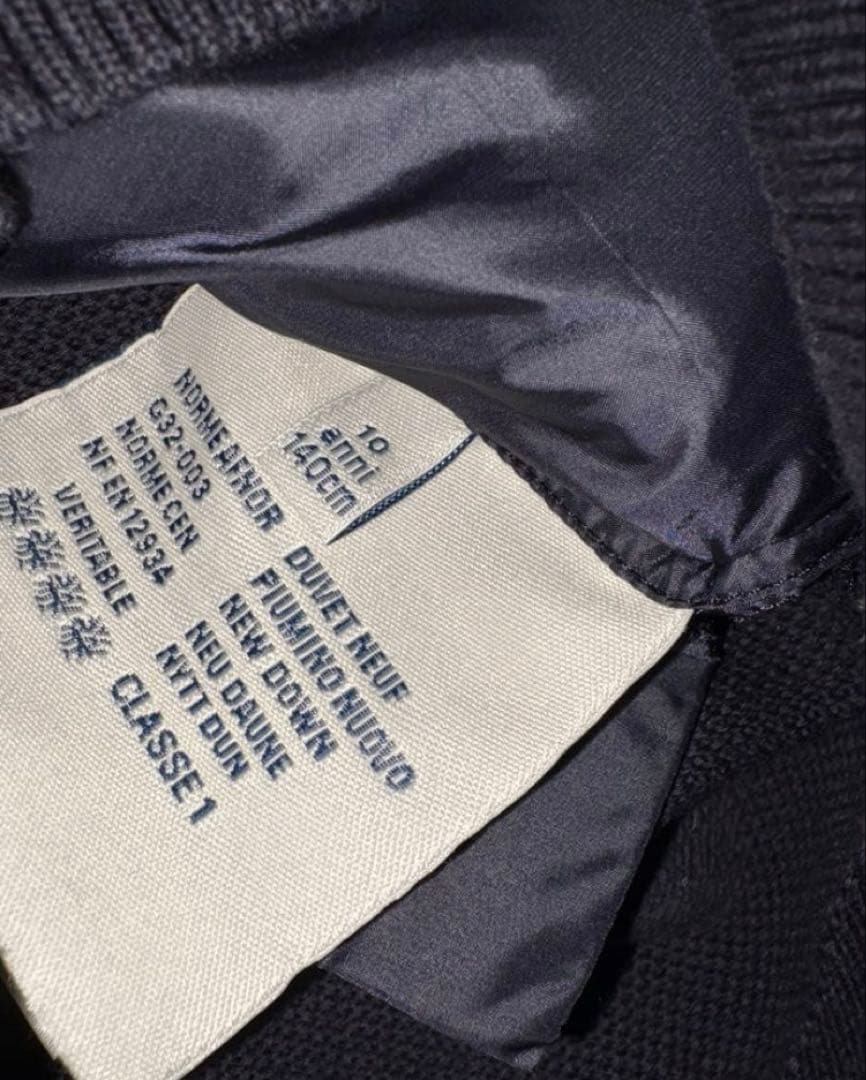 10
anni
140cm
NORME AFNOR
G32-003
NORME CEN
NF EN 12934
VERITABLE
DUVET NEUF
PIUMINO NUOVO
NEW DOWN
NEU DAUNE
NYTT DUN
CLASSE 1